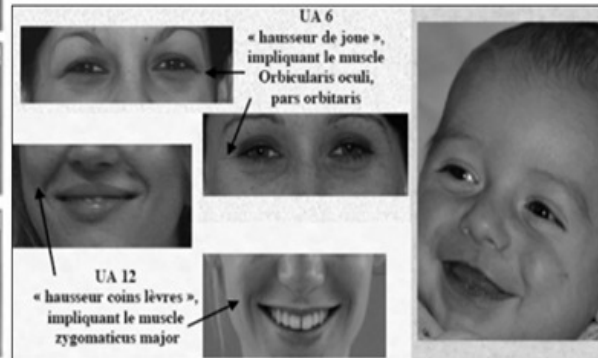 UA 6
« hausseur de joue »,
impliquant le muscle
Orbicularis oculi,
pars orbitaris
UA 12
« hausseur coins lèvres »,
impliquant le muscle
zygomaticus major